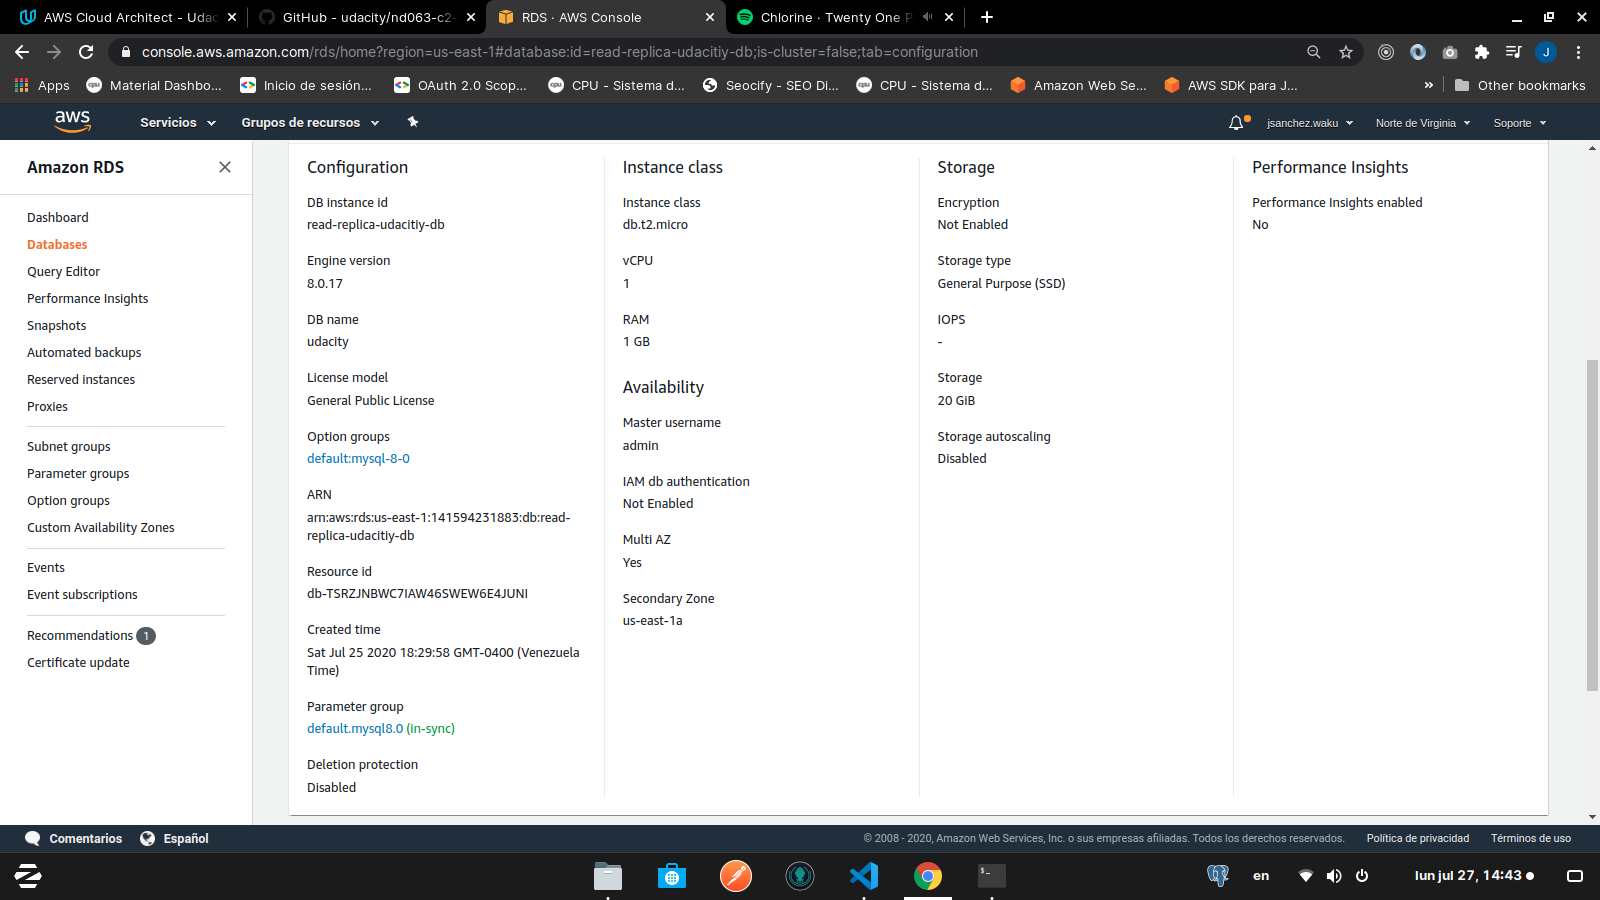 AWS Cloud Architect - Udac
GitHub - udacity/nd063-c2-
RDS · AWS Console
Chlorine · Twenty One P
console.aws.amazon.com/rds/home?region=us-east-1#database:id=read-replica-udacitiy-db;is-cluster=false;tab=configuration
J
Apps
Material Dashbo...
Inicio de sesión...
OAuth 2.0 Scop...
CPU - Sistema d...
Seocify - SEO Di...
CPU - Sistema d...
Amazon Web Se...
AWS SDK para J...
»
Other bookmarks
aws
Servicios
Grupos de recursos
jsanchez.waku
Norte de Virginia
Soporte
Amazon RDS
Dashboard
Databases
Query Editor
Performance Insights
Snapshots
Automated backups
Reserved instances
Proxies
Subnet groups
Parameter groups
Option groups
Custom Availability Zones
Events
Event subscriptions
Recommendations 1
Certificate update
Configuration
DB instance id
read-replica-udacitiy-db
Engine version
8.0.17
DB name
udacity
License model
General Public License
Option groups
default:mysql-8-0
ARN
arn:aws:rds:us-east-1:141594231883:db:read-
replica-udacitiy-db
Resource id
db-TSRZJNBWC7IAW46SWEW6E4JUNI
Created time
Sat Jul 25 2020 18:29:58 GMT-0400 (Venezuela
Time)
Parameter group
default.mysql8.0 (in-sync)
Deletion protection
Disabled
Instance class
Instance class
db.t2.micro
vCPU
1
RAM
1 GB
Availability
Master username
admin
IAM db authentication
Not Enabled
Multi AZ
Yes
Secondary Zone
us-east-1a
Storage
Encryption
Not Enabled
Storage type
General Purpose (SSD)
IOPS
-
Storage
20 GiB
Storage autoscaling
Disabled
Performance Insights
Performance Insights enabled
No
Comentarios
Español
© 2008 - 2020, Amazon Web Services, Inc. o sus empresas afiliadas. Todos los derechos reservados.
Política de privacidad
Términos de uso
en
lun jul 27, 14:43